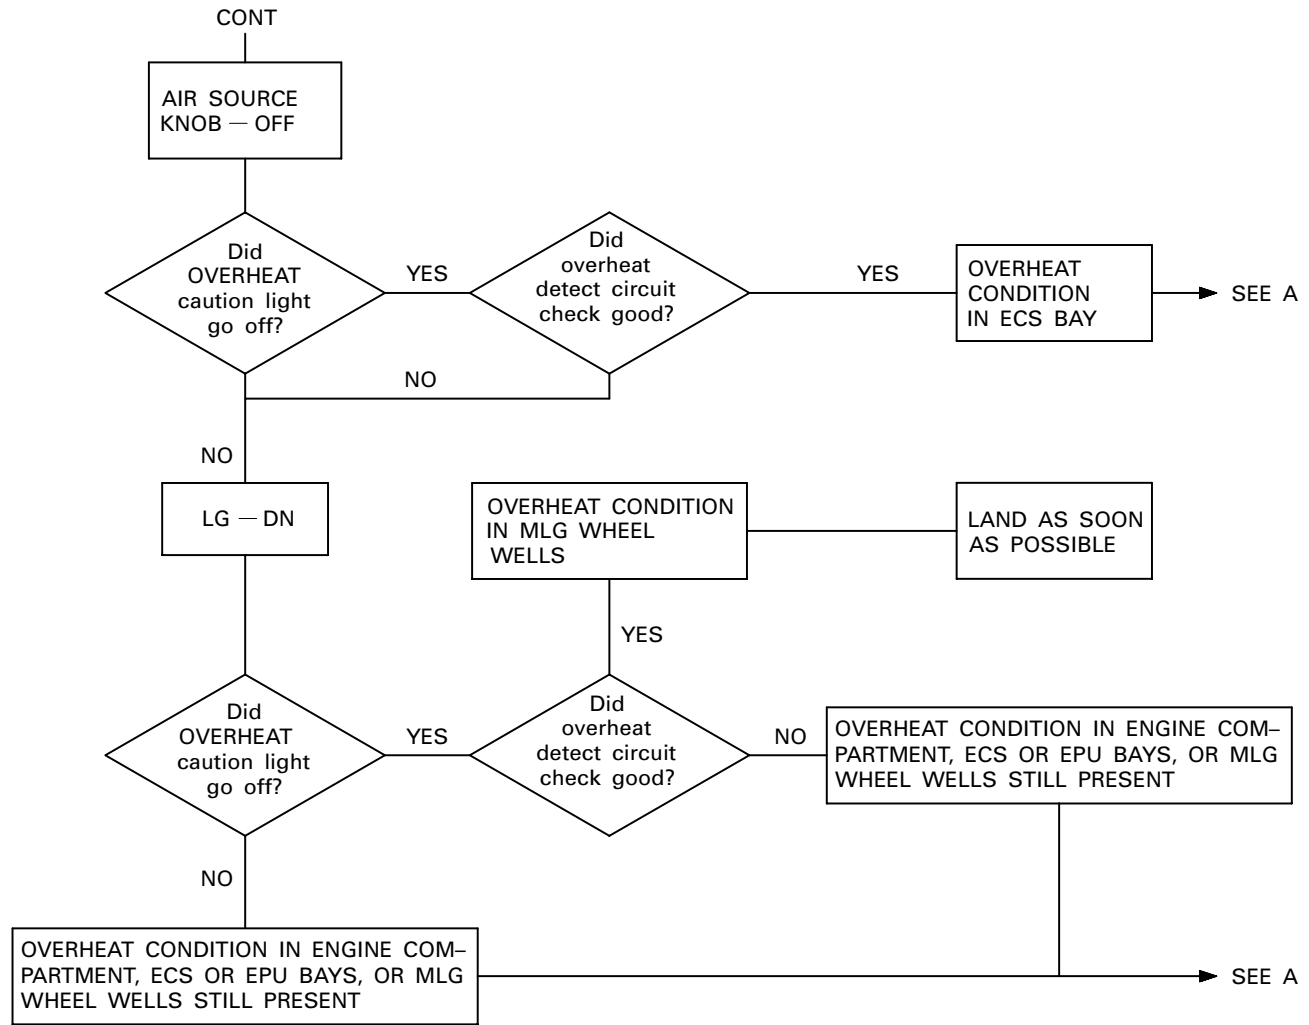 CONT
AIR SOURCE
KNOB — OFF
Did
OVERHEAT
caution light
go off?
YES
Did
overheat
detect circuit
check good?
YES
OVERHEAT
CONDITION
IN ECS BAY
SEE A
NO
NO
LG — DN
OVERHEAT CONDITION
IN MLG WHEEL
WELLS
LAND AS SOON
AS POSSIBLE
YES
Did
OVERHEAT
caution light
go off?
YES
Did
overheat
detect circuit
check good?
NO
OVERHEAT CONDITION IN ENGINE COM–
PARTMENT, ECS OR EPU BAYS, OR MLG
WHEEL WELLS STILL PRESENT
NO
OVERHEAT CONDITION IN ENGINE COM–
PARTMENT, ECS OR EPU BAYS, OR MLG
WHEEL WELLS STILL PRESENT
SEE A